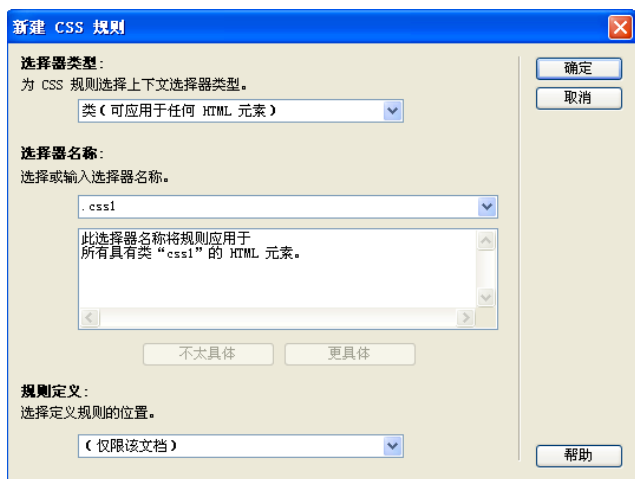 新建 CSS 规则
选择器类型:
为 CSS 规则选择上下文选择器类型。
类(可应用于任何 HTML 元素)
选择器名称:
选择或输入选择器名称。
.css1
此选择器名称将规则应用于
所有具有类“css1”的 HTML 元素。
不太具体
更具体
规则定义:
选择定义规则的位置。
(仅限该文档)
确定
取消
帮助